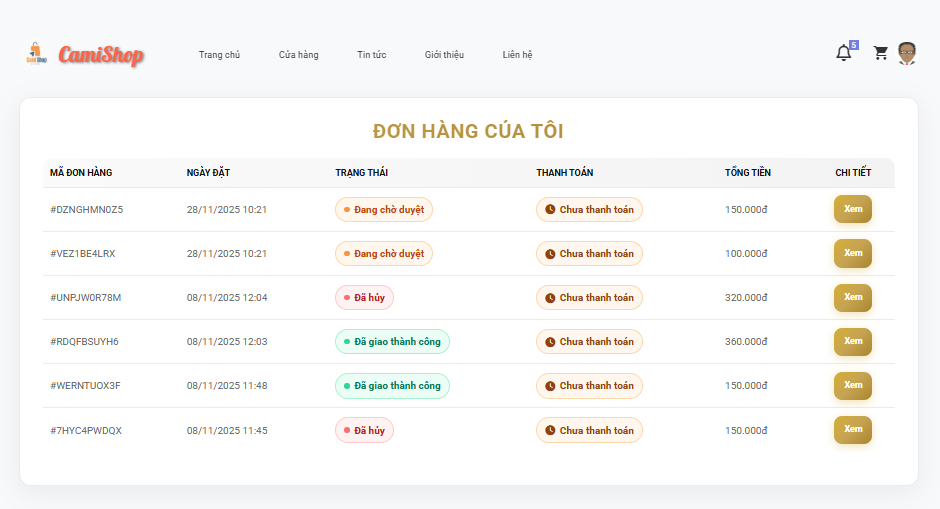 CamiShop
Trang chủ
Cửa hàng
Tin tức
Giới thiệu
Liên hệ
5
ĐƠN HÀNG CỦA TÔI
MÃ ĐƠN HÀNG NGÀY ĐẶT TRẠNG THÁI THANH TOÁN TỔNG TIỀN CHI TIẾT
#DZNGHMN0Z5 28/11/2025 10:21 Đang chờ duyệt Chưa thanh toán 150.000đ Xem
#VEZ1BE4LRX 28/11/2025 10:21 Đang chờ duyệt Chưa thanh toán 100.000đ Xem
#UNPJW0R78M 08/11/2025 12:04 Đã hủy Chưa thanh toán 320.000đ Xem
#RDQFBSUYH6 08/11/2025 12:03 Đã giao thành công Chưa thanh toán 360.000đ Xem
#WERNTUOX3F 08/11/2025 11:48 Đã giao thành công Chưa thanh toán 150.000đ Xem
#7HYC4PWDQX 08/11/2025 11:45 Đã hủy Chưa thanh toán 150.000đ Xem